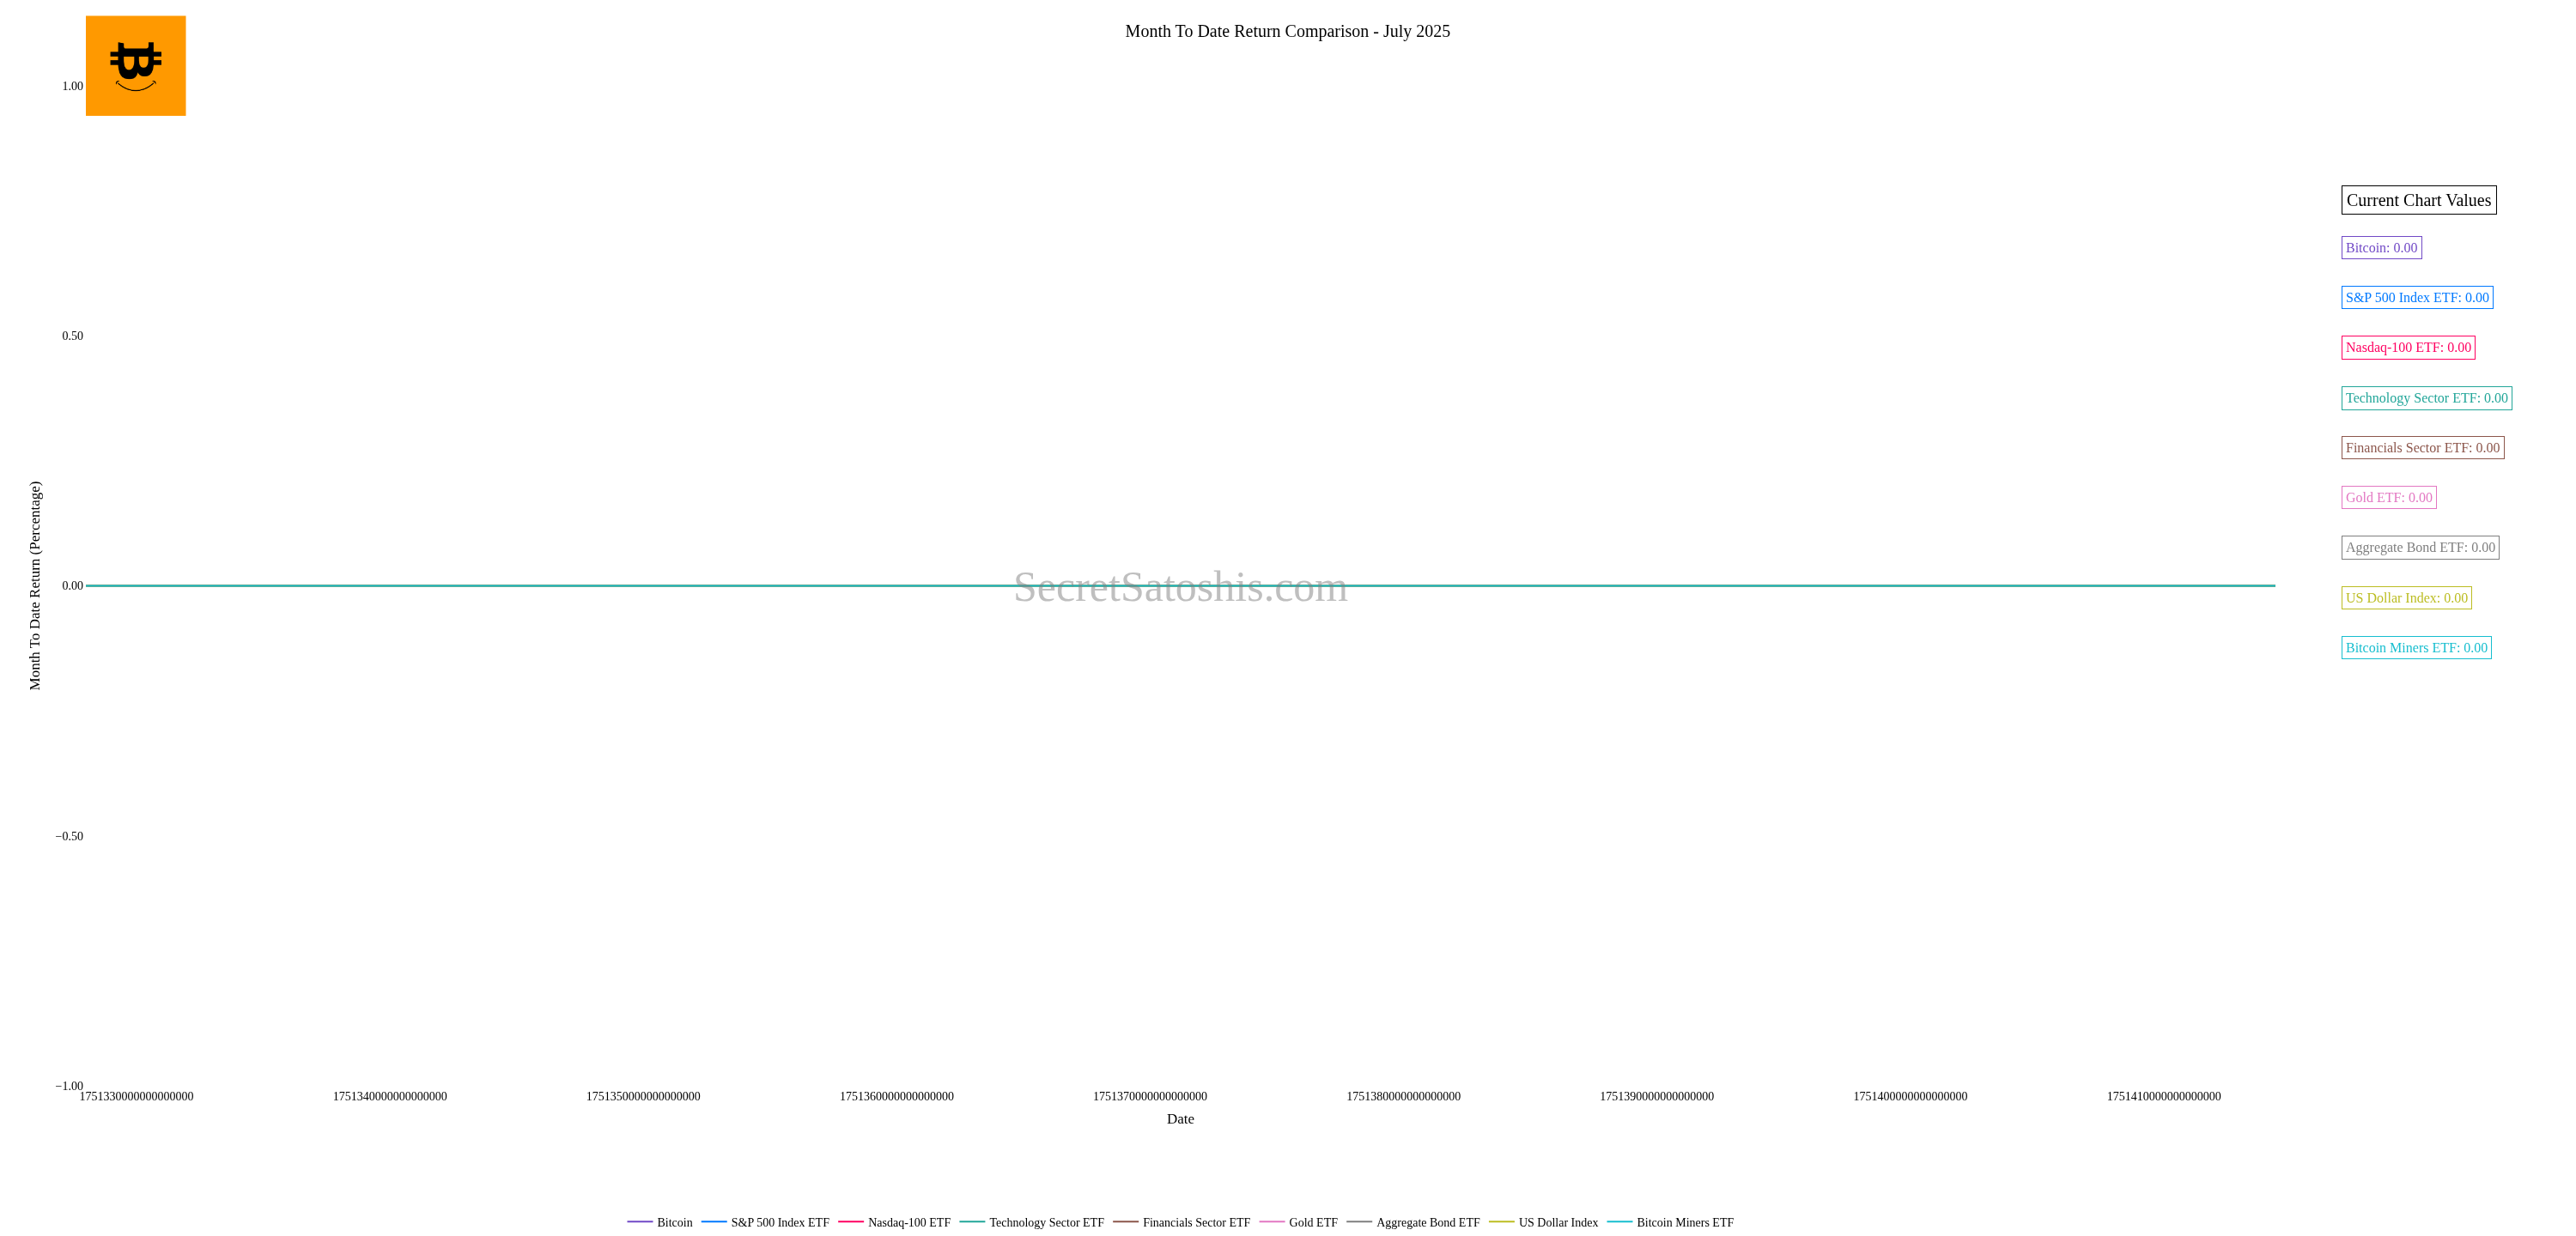 Month To Date Return Comparison - July 2025
1.00
0.50
0.00
−0.50
−1.00
Month To Date Return (Percentage)
SecretSatoshis.com
Current Chart Values
Bitcoin: 0.00
S&P 500 Index ETF: 0.00
Nasdaq-100 ETF: 0.00
Technology Sector ETF: 0.00
Financials Sector ETF: 0.00
Gold ETF: 0.00
Aggregate Bond ETF: 0.00
US Dollar Index: 0.00
Bitcoin Miners ETF: 0.00
1751330000000000000 1751340000000000000 1751350000000000000 1751360000000000000 1751370000000000000 1751380000000000000 1751390000000000000 1751400000000000000 1751410000000000000
Date
Bitcoin S&P 500 Index ETF Nasdaq-100 ETF Technology Sector ETF Financials Sector ETF Gold ETF Aggregate Bond ETF US Dollar Index Bitcoin Miners ETF